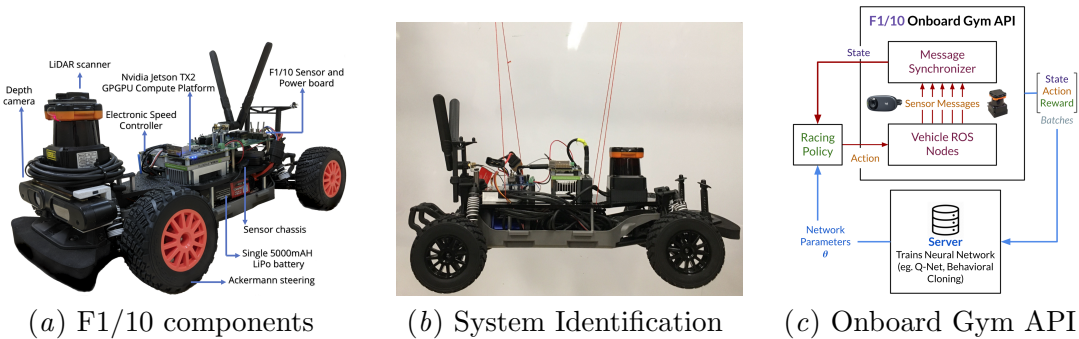 LiDAR scanner
Depth
camera
Nvidia Jetson TX2
GPGPU Compute Platform
F1/10 Sensor and
Power board
Electronic Speed
Controller
Sensor chassis
Single 5000mAH
LiPo battery
Ackermann steering
(a) F1/10 components
(b) System Identification
F1/10 Onboard Gym API
State
Message
Synchronizer
Sensor Messages
State
Action
Reward
Batches
Racing
Policy
Action
Vehicle ROS
Nodes
Network
Parameters
θ
Server
Trains Neural Network
(eg. Q-Net, Behavioral
Cloning)
(c) Onboard Gym API